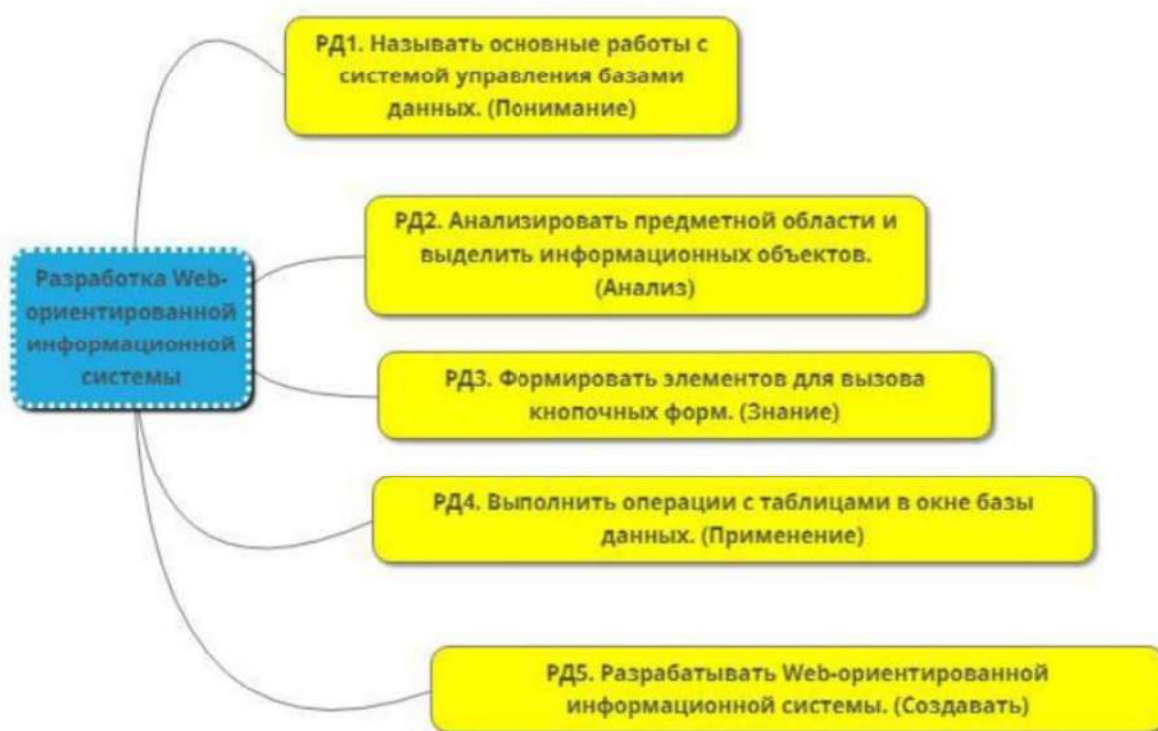 РД1. Называть основные работы с
системой управления базами
данных. (Понимание)
РД2. Анализировать предметной области и
выделить информационных объектов.
(Анализ)
Разработка Web-
ориентированной
информационной
системы
РД3. Формировать элементов для вызова
кнопочных форм. (Знание)
РД4. Выполнить операции с таблицами в окне базы
данных. (Применение)
РД5. Разрабатывать Web-ориентированной
информационной системы. (Создавать)